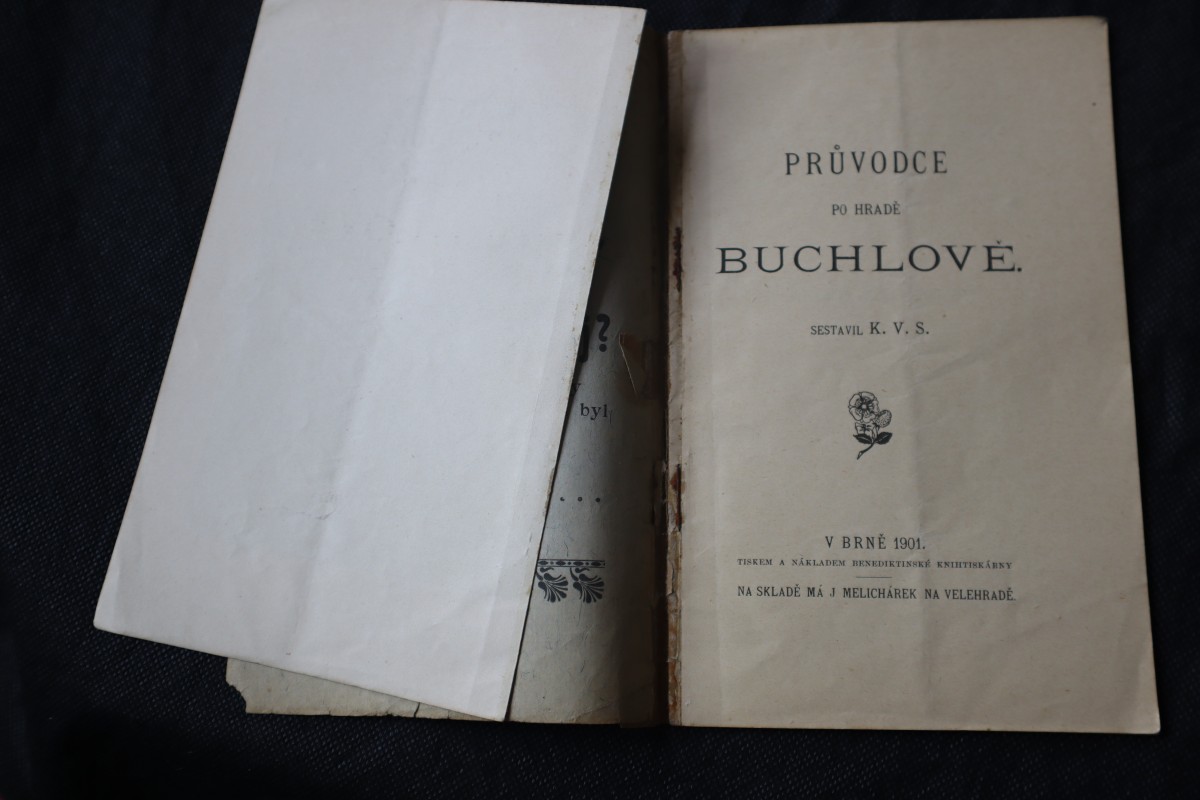 ?
byl
...
PRŮVODCE
PO HRADĚ
BUCHLOVĚ.
SESTAVIL K. V. S.
V BRNĚ 1901.
TISKEM A NÁKLADEM BENEDIKTINSKÉ KNIHTISKÁRNY
NA SKLADĚ MÁ J MELICHÁREK NA VELEHRADĚ.